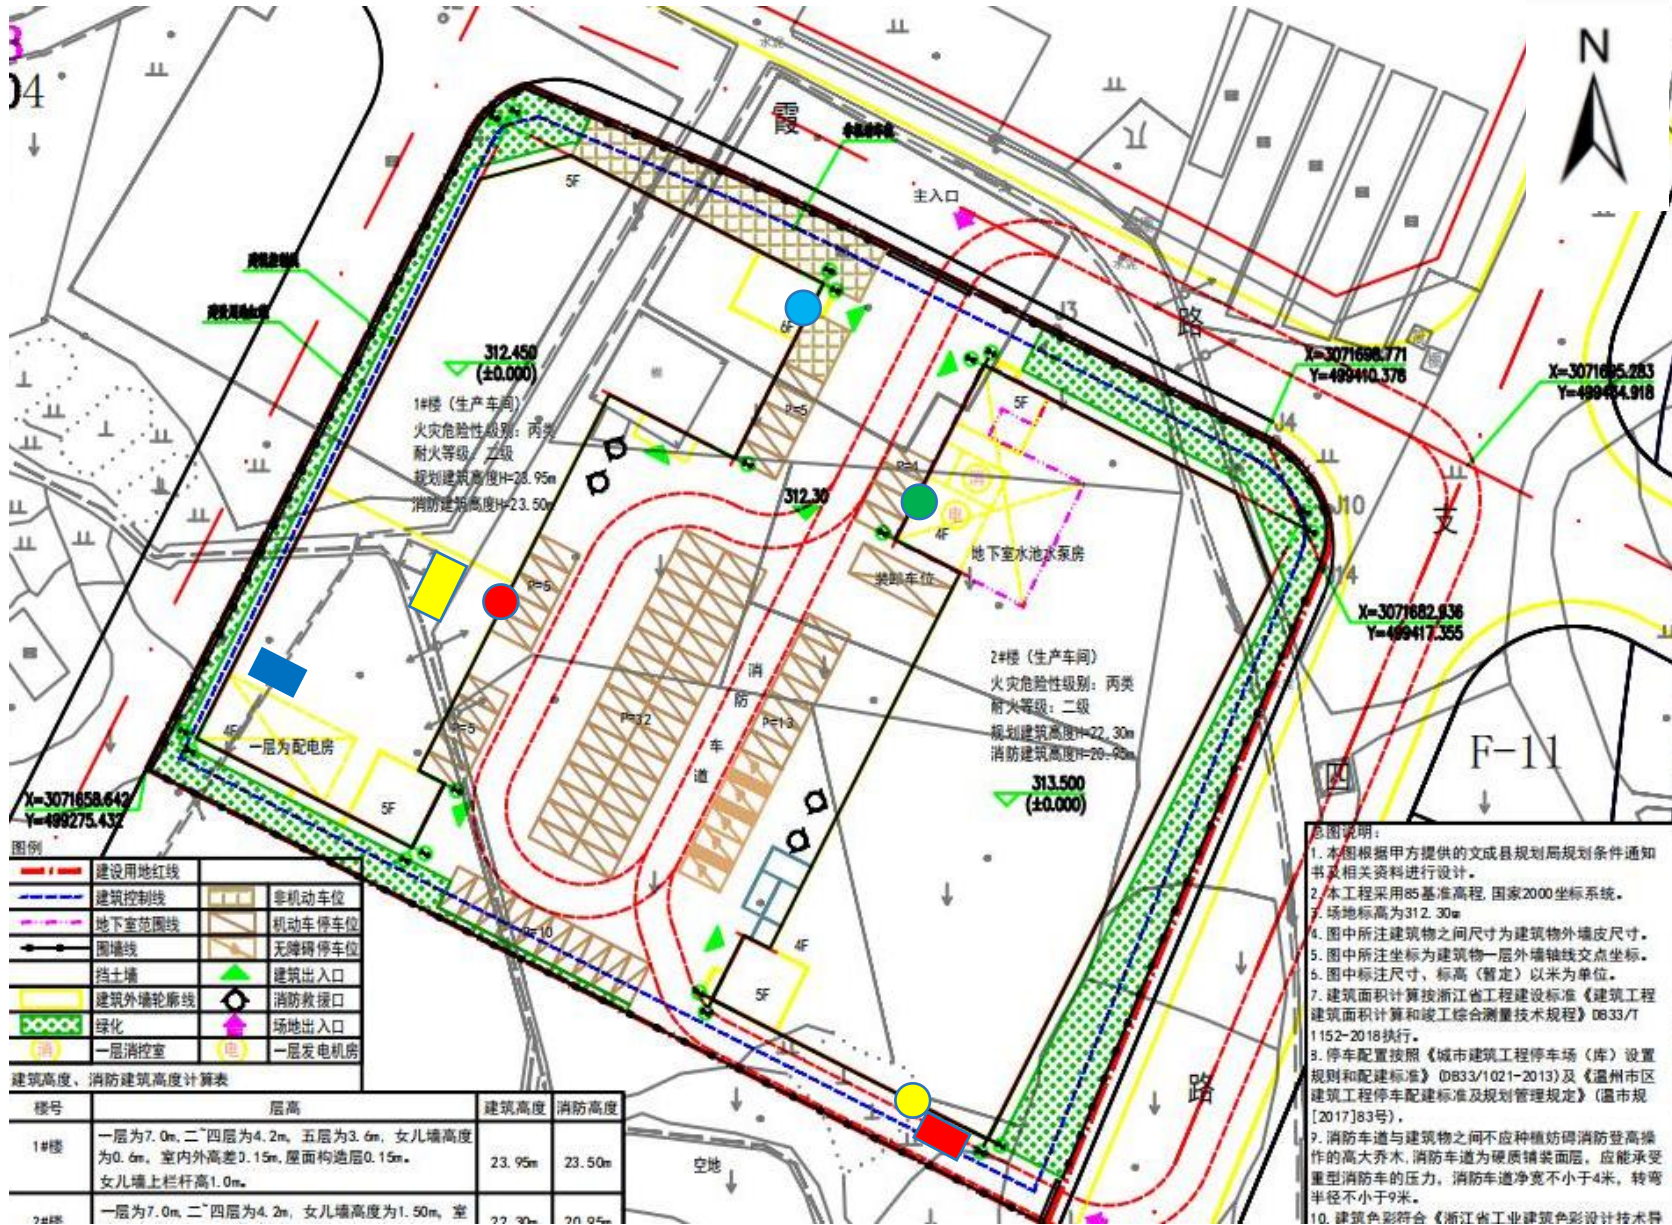 N
04
霞
水泥
主入口
5F
6F
水泥
J3
路
312.450
(±0.000)
1#楼（生产车间）
火灾危险性级别：丙类
耐火等级：二级
规划建筑高度H=23.95m
消防建筑高度H=23.50m
P=5
5F
X=3071698.771
Y=499410.378
X=3071695.283
J4
P=4
消
312.30
电
4F
J10
支
地下室水池水泵房
装卸车位
P=5
J14
X=3071682.936
Y=499417.355
2#楼（生产车间）
火灾危险性级别：丙类
耐火等级：二级
规划建筑高度H=22.30m
消防建筑高度H=20.95m
消
防
车
道
P=32
P=13
P=5
4F
一层为配电房
5F
313.500
(±0.000)
F-11
四
X=3071658.642
Y=499275.432
P=10
4F
5F
路
空地
图例
建设用地红线
建筑控制线
非机动车位
地下室范围线
机动车停车位
围墙线
无障碍停车位
挡土墙
建筑出入口
建筑外墙轮廓线
消防救援口
绿化
场地出入口
消
一层消控室
电
一层发电机房
建筑高度、消防建筑高度计算表
楼号 层高 建筑高度 消防高度
1#楼
一层为7.0m,二~四层为4.2m, 五层为3.6m, 女儿墙高度
为0.6m, 室内外高差0.15m,屋面构造层0.15m。
女儿墙上栏杆高1.0m。
23.95m 23.50m
2#楼
一层为7.0m,二~四层为4.2m, 女儿墙高度为1.50m, 室
22.30m 20.95m
总图说明:
1. 本图根据甲方提供的文成县规划局规划条件通知
书及相关资料进行设计。
2. 本工程采用85基准高程,国家2000坐标系统。
3. 场地标高为312.30m
4. 图中所注建筑物之间尺寸为建筑物外墙皮尺寸。
5. 图中所注坐标为建筑物一层外墙轴线交点坐标。
6. 图中标注尺寸、标高（暂定）以米为单位。
7. 建筑面积计算按浙江省工程建设标准《建筑工程
建筑面积计算和竣工综合测量技术规程》DB33/T
1152-2018执行。
8. 停车配置按照《城市建筑工程停车场（库）设置
规则和配建标准》(DB33/1021-2013)及《温州市区
建筑工程停车配建标准及规划管理规定》(温市规
[2017]83号).
9. 消防车道与建筑物之间不应种植妨碍消防登高操
作的高大乔木.消防车道为硬质铺装面层, 应能承受
重型消防车的压力, 消防车道净宽不小于4米, 转弯
半径不小于9米。
10. 建筑色彩符合《浙江省工业建筑色彩设计技术导